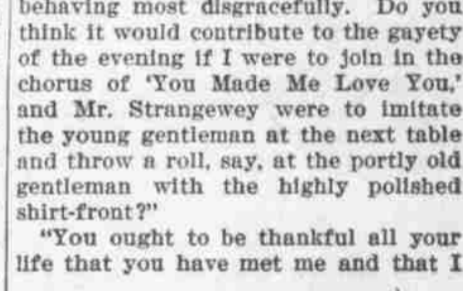 behaving most disgracefully. Do you
think it would contribute to the gayety
of the evening if I were to join in the
chorus of 'You Made Me Love You,'
and Mr. Strangewey were to imitate
the young gentleman at the next table
and throw a roll, say, at the portly old
gentleman with the highly polished
shirt-front?"
"You ought to be thankful all your
life that you have met me and that I